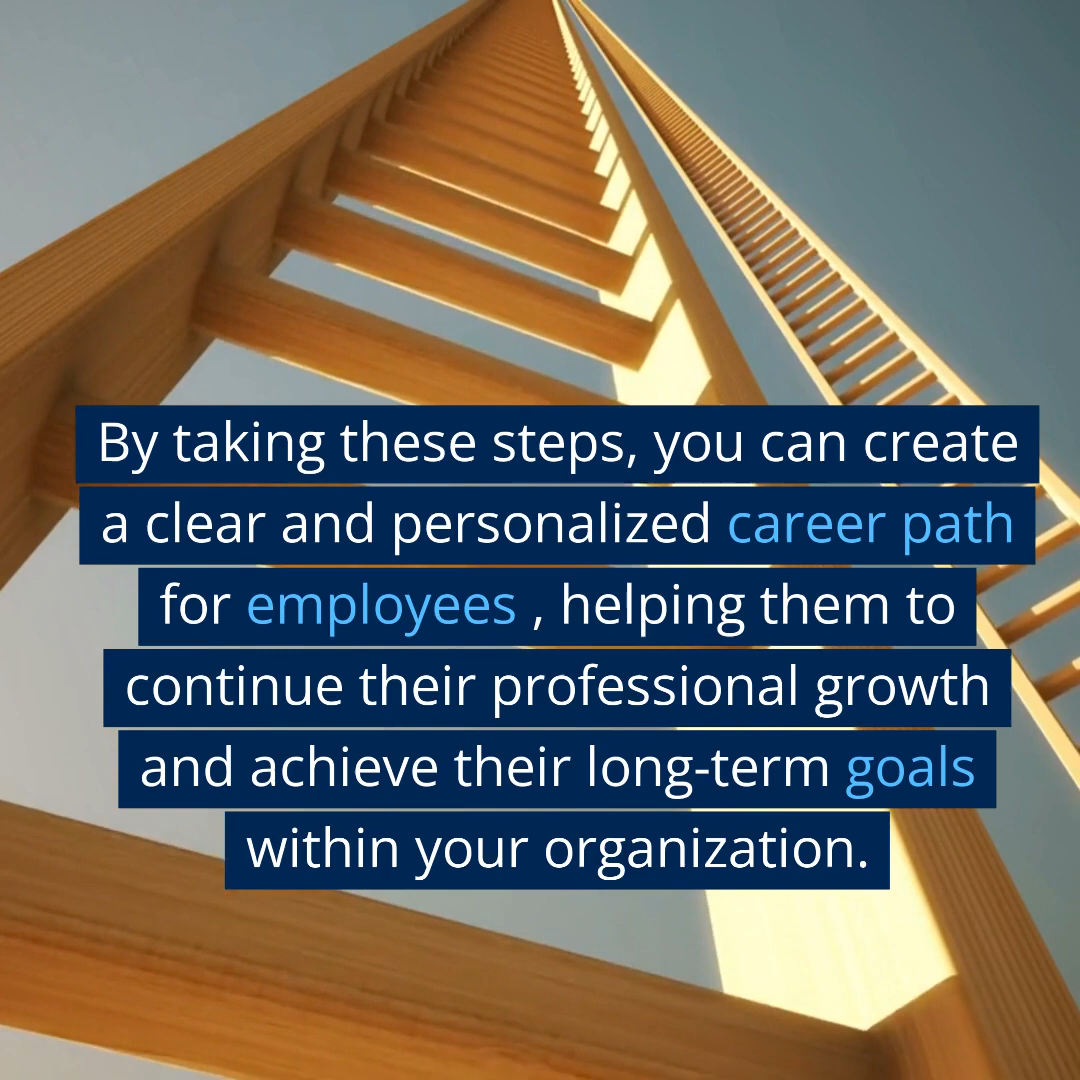 By taking these steps, you can create
a clear and personalized career path
for employees , helping them to
continue their professional growth
and achieve their long-term goals
within your organization.